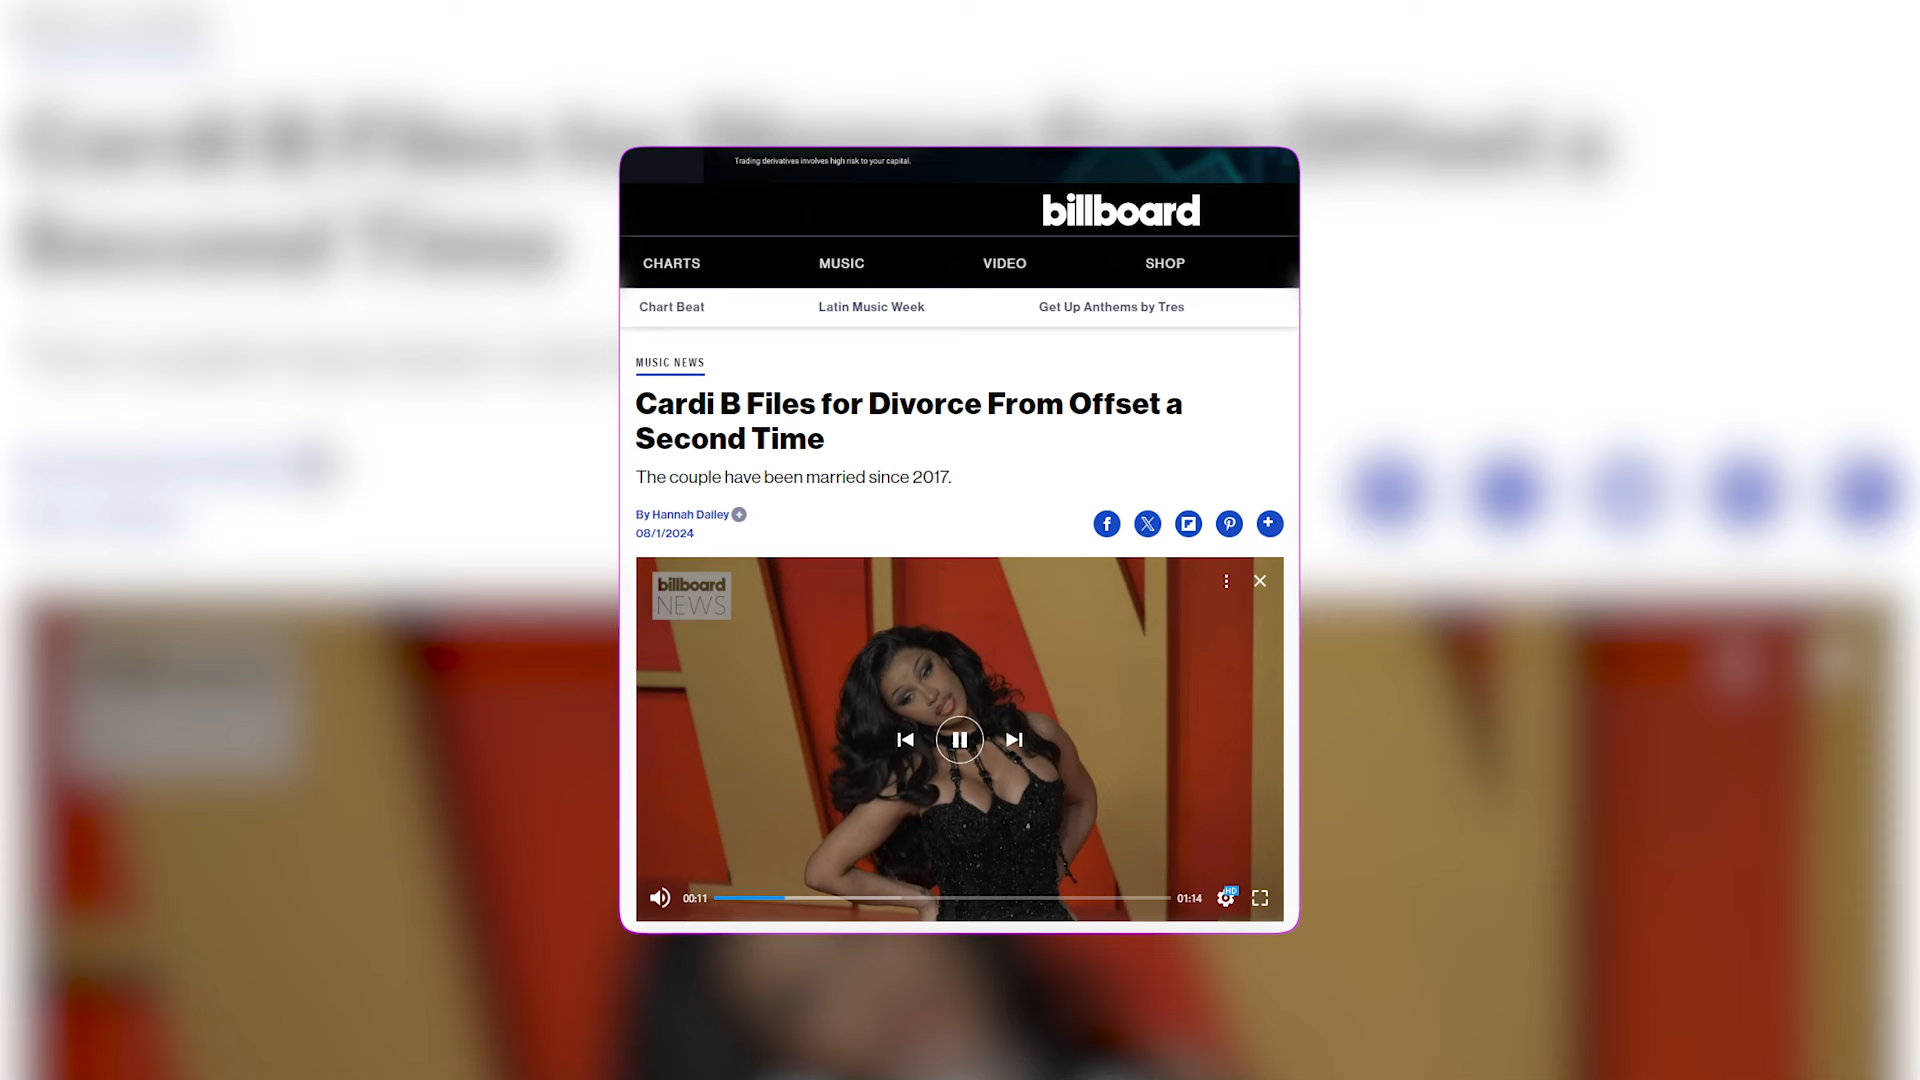 Trading derivatives involves high risk to your capital.
billboard
CHARTS MUSIC VIDEO SHOP
Chart Beat Latin Music Week Get Up Anthems by Tres
MUSIC NEWS
Cardi B Files for Divorce From Offset a
Second Time
The couple have been married since 2017.
By Hannah Dailey
08/1/2024
billboard
NEWS
00:11 01:14 HD